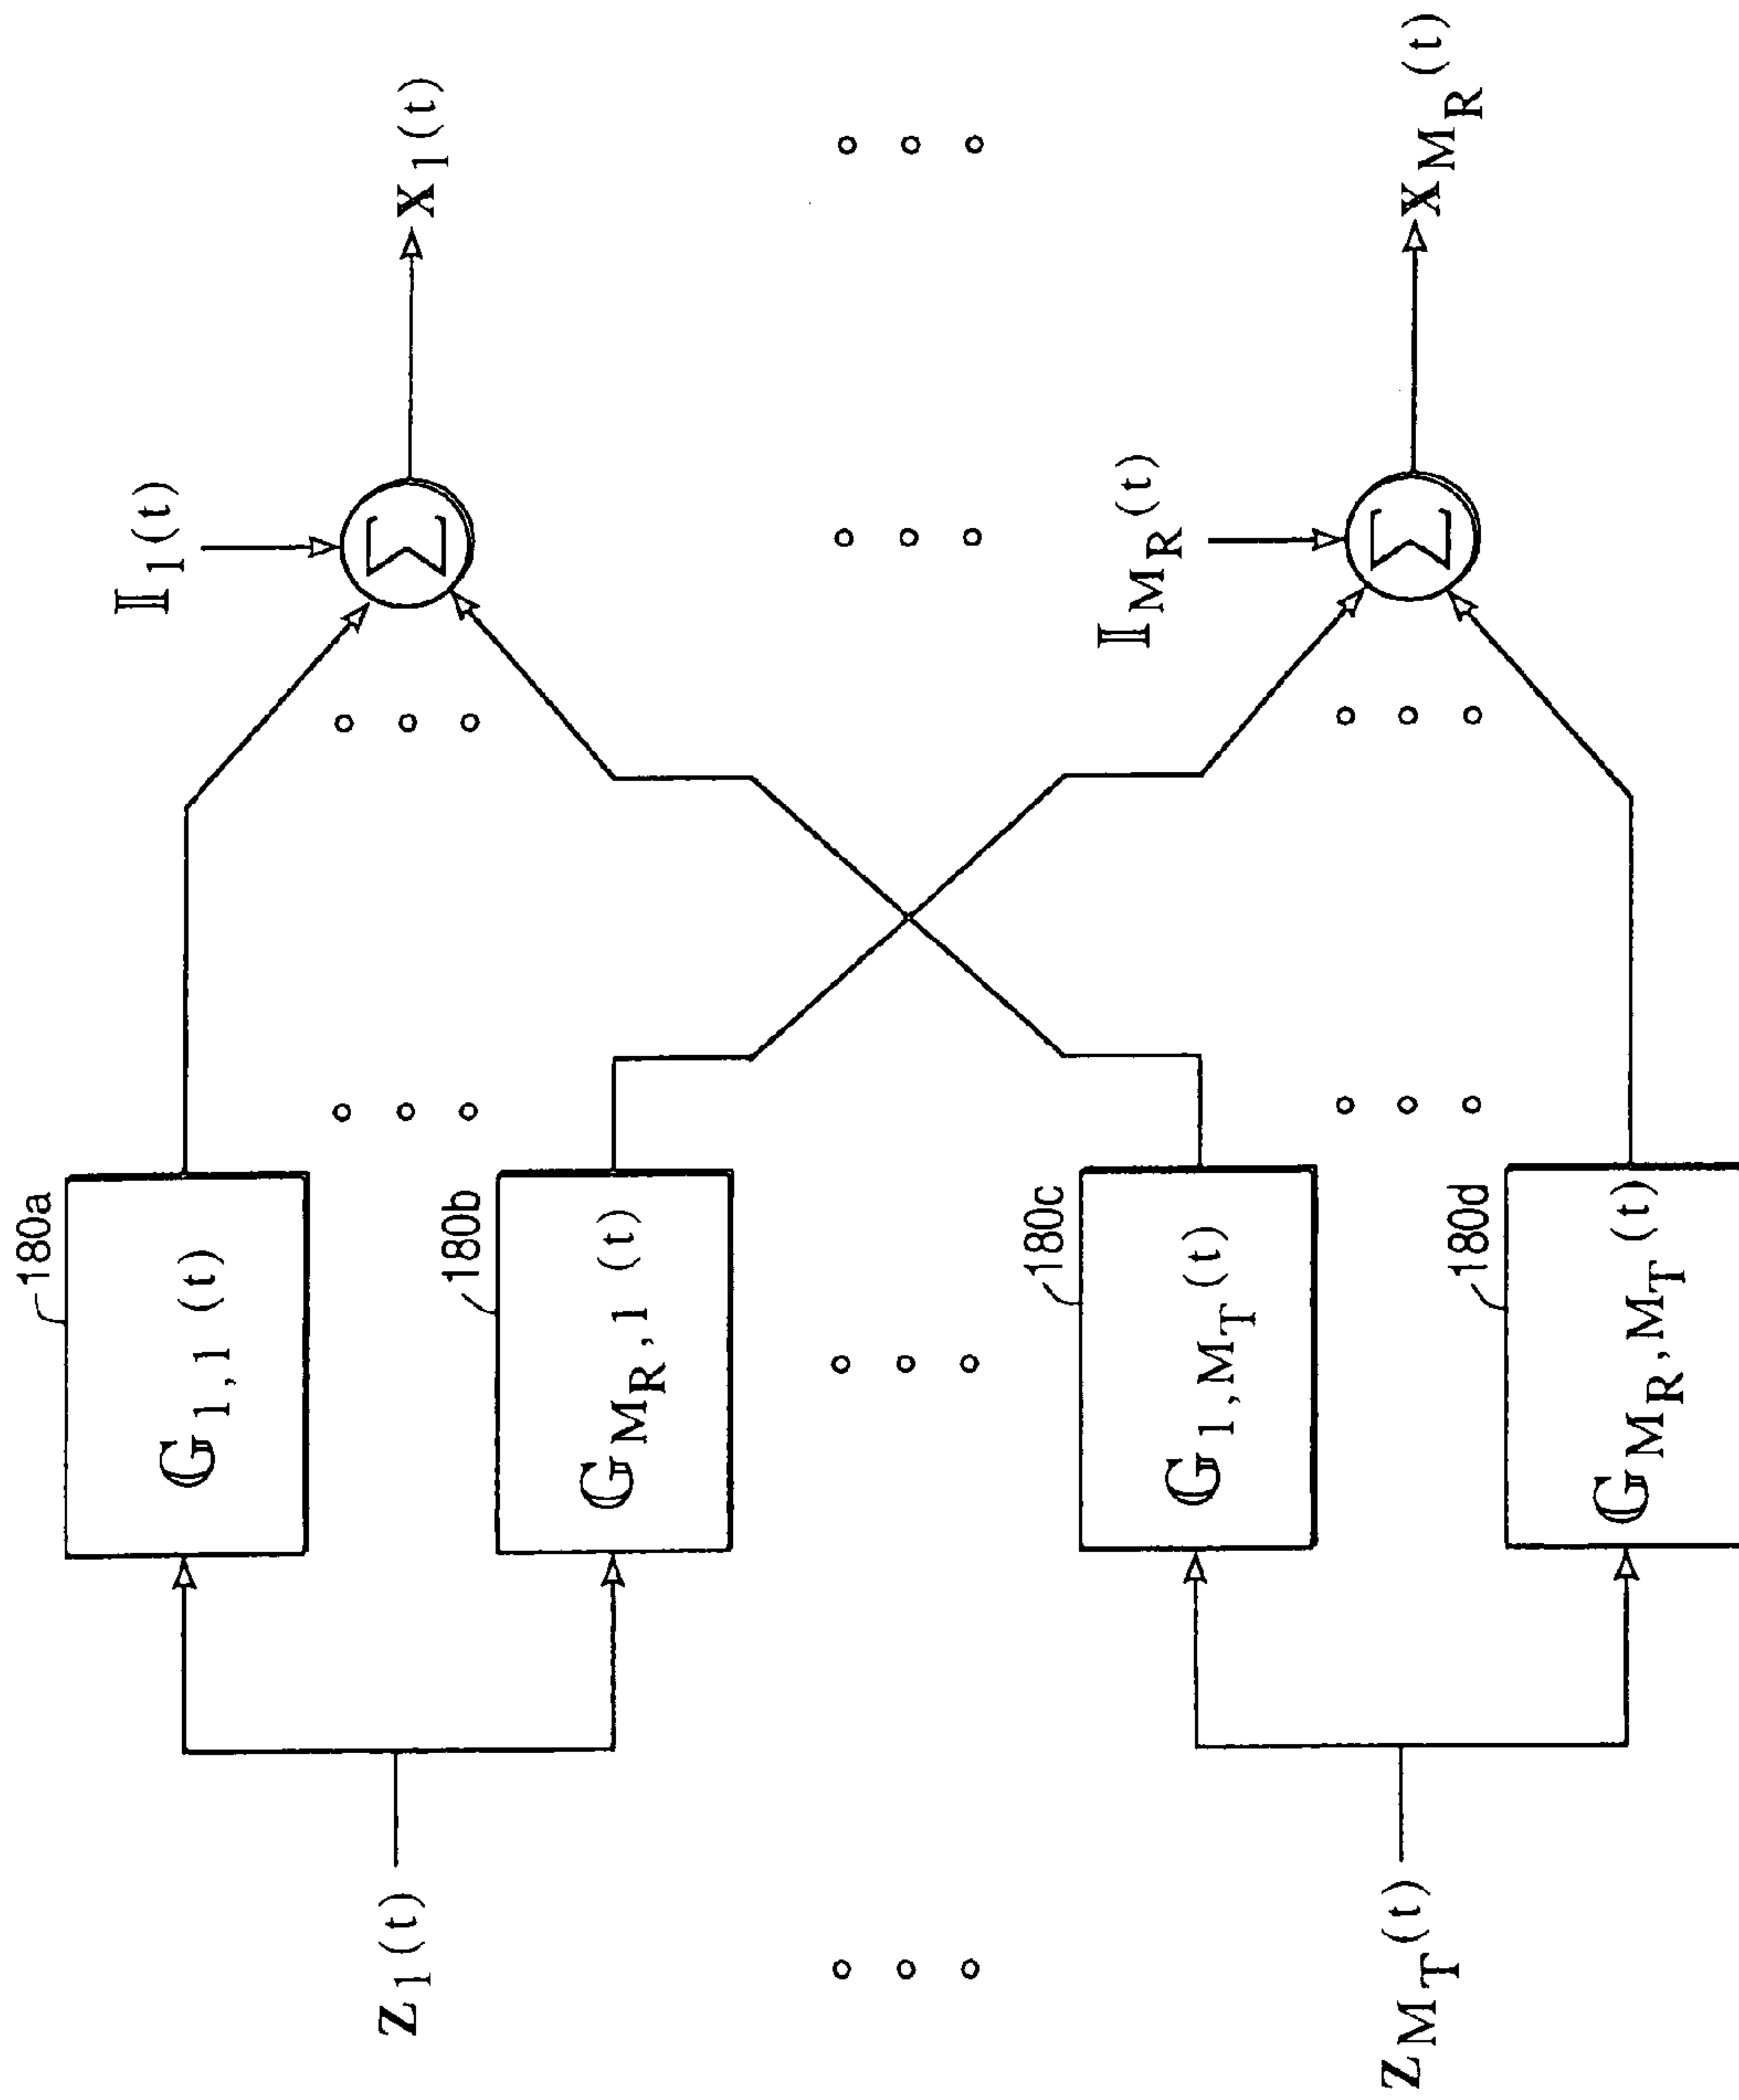 180a
G1,1(t)
180b
GMR,1(t)
180c
G1,MT(t)
180d
GMR,MT(t)
z1(t)
zMT(t)
I1(t)
Σ
x1(t)
IMR(t)
Σ
xMR(t)